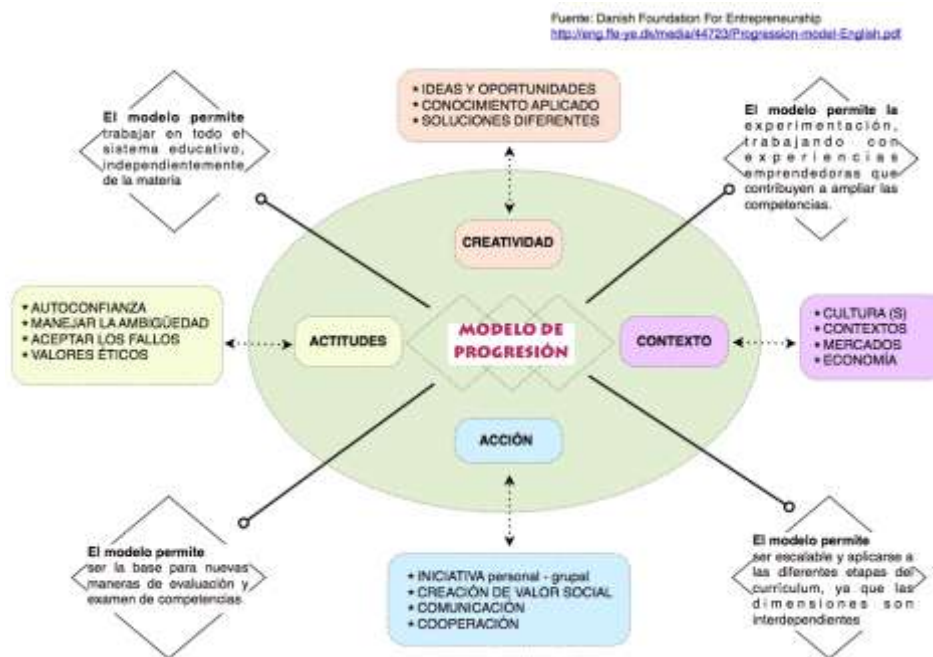 Fuente: Danish Foundation For Entrepreneurship
http://eng.ffe-ye.dk/media/44723/Progression-model-English.pdf
El modelo permite
trabajar en todo el
sistema educativo,
independientemente
de la materia
* IDEAS Y OPORTUNIDADES
* CONOCIMIENTO APLICADO
* SOLUCIONES DIFERENTES
El modelo permite la
experimentación,
trabajando con
experiencias
emprendedoras que
contribuyen a ampliar las
competencias.
CREATIVIDAD
* AUTOCONFIANZA
* MANEJAR LA AMBIGÜEDAD
* ACEPTAR LOS FALLOS
* VALORES ÉTICOS
ACTITUDES
MODELO DE
PROGRESIÓN
CONTEXTO
* CULTURA (S)
* CONTEXTOS
* MERCADOS
* ECONOMÍA
ACCIÓN
El modelo permite
ser la base para nuevas
maneras de evaluación y
examen de competencias
* INICIATIVA personal - grupal
* CREACIÓN DE VALOR SOCIAL
* COMUNICACIÓN
* COOPERACIÓN
El modelo permite
ser escalable y aplicarse a
las diferentes etapas del
curriculum, ya que las
dimensiones son
interdependientes